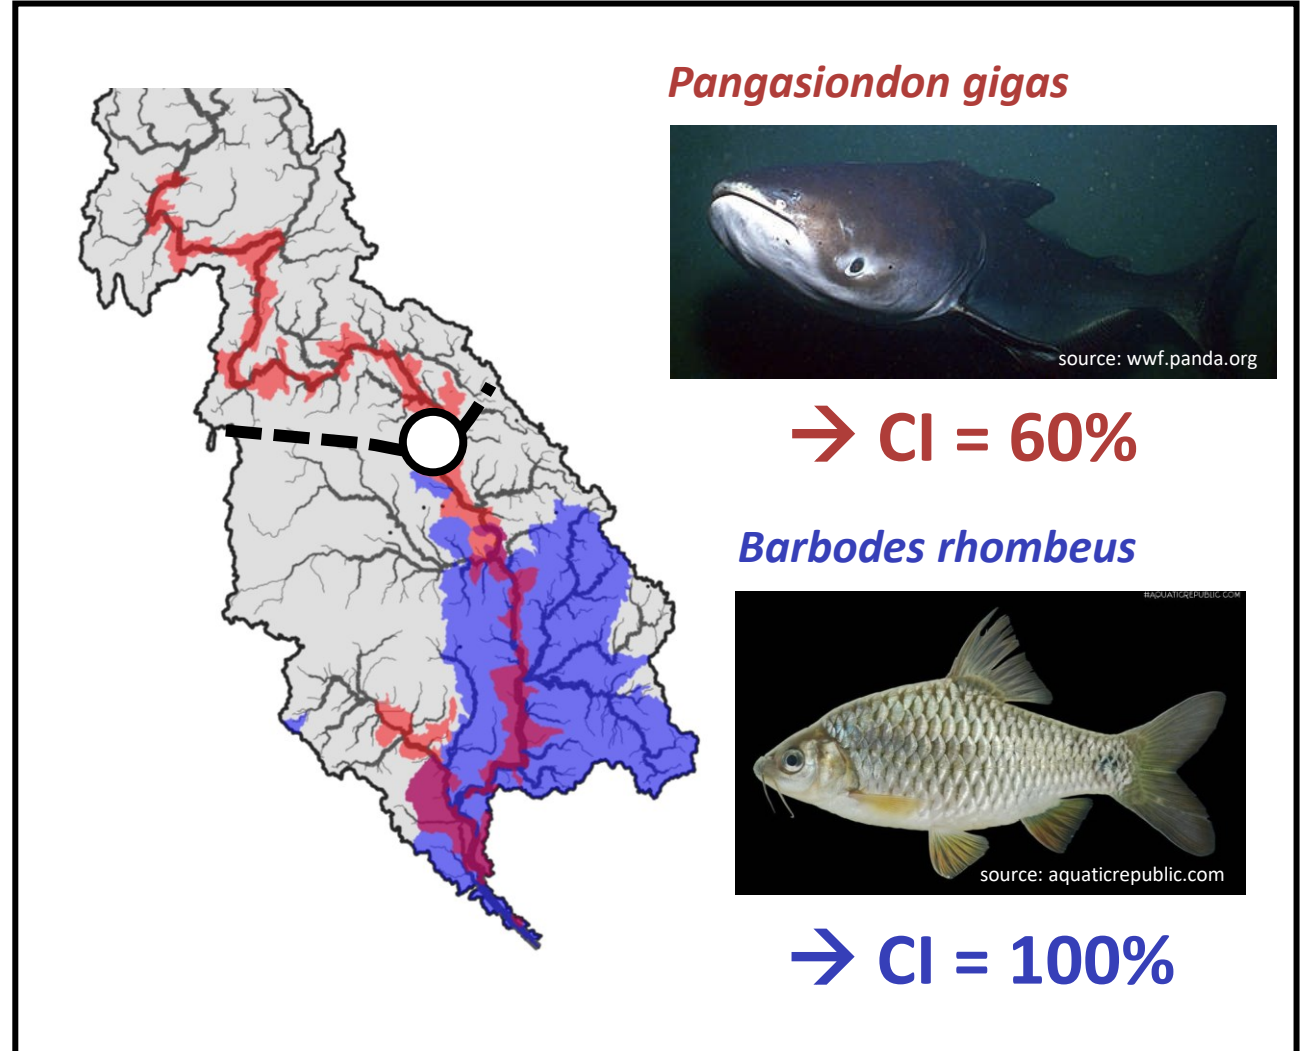 Pangasiondon gigas
source: wwf.panda.org
→ CI = 60%
Barbodes rhombeus
#AQUATICREPUBLIC.COM
source: aquaticrepublic.com
→ CI = 100%